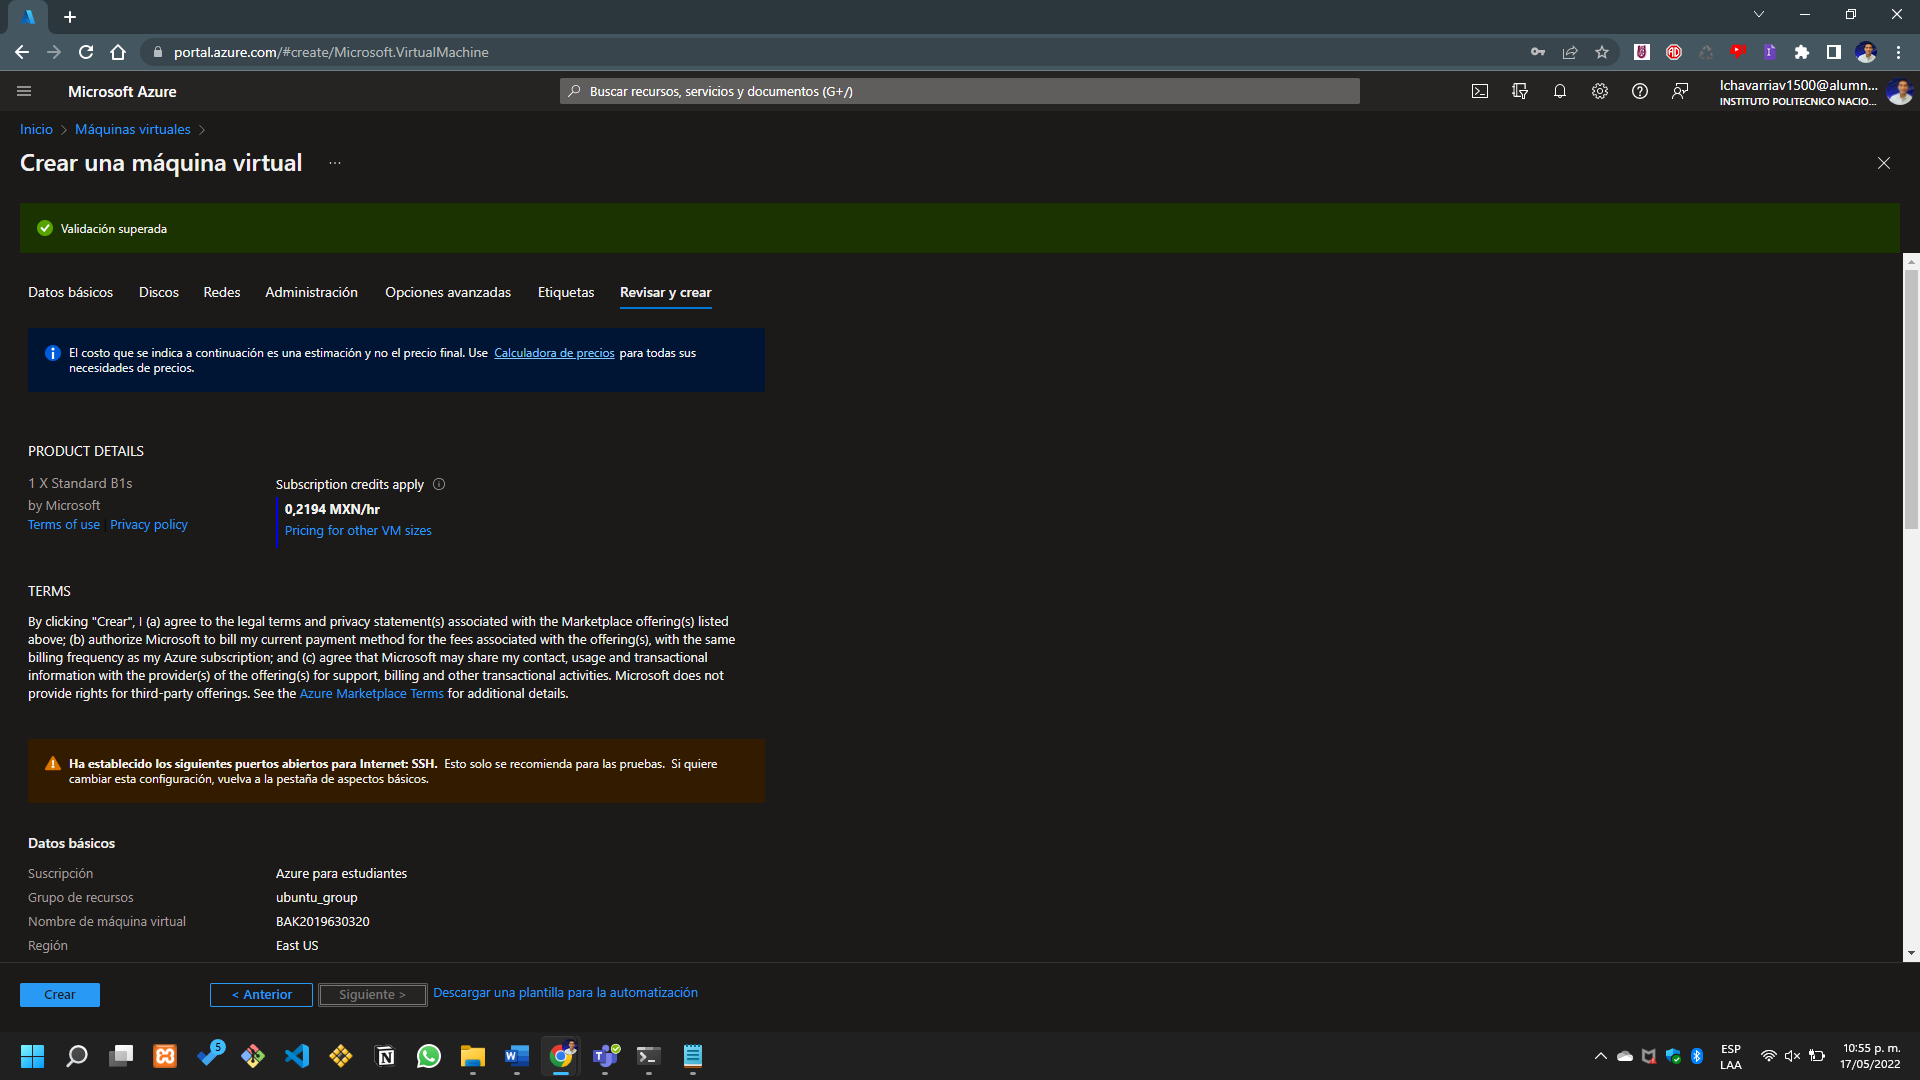 portal.azure.com/#create/Microsoft.VirtualMachine
Microsoft Azure
Buscar recursos, servicios y documentos (G+/)
lchavarriav1500@alumn...
INSTITUTO POLITECNICO NACIO...
Inicio > Máquinas virtuales >
Crear una máquina virtual ...
Validación superada
Datos básicos Discos Redes Administración Opciones avanzadas Etiquetas Revisar y crear
El costo que se indica a continuación es una estimación y no el precio final. Use Calculadora de precios para todas sus
necesidades de precios.
PRODUCT DETAILS
1 X Standard B1s
by Microsoft
Terms of use | Privacy policy
Subscription credits apply
0,2194 MXN/hr
Pricing for other VM sizes
TERMS
By clicking "Crear", I (a) agree to the legal terms and privacy statement(s) associated with the Marketplace offering(s) listed
above; (b) authorize Microsoft to bill my current payment method for the fees associated with the offering(s), with the same
billing frequency as my Azure subscription; and (c) agree that Microsoft may share my contact, usage and transactional
information with the provider(s) of the offering(s) for support, billing and other transactional activities. Microsoft does not
provide rights for third-party offerings. See the Azure Marketplace Terms for additional details.
Ha establecido los siguientes puertos abiertos para Internet: SSH. Esto solo se recomienda para las pruebas. Si quiere
cambiar esta configuración, vuelva a la pestaña de aspectos básicos.
Datos básicos
Suscripción Azure para estudiantes
Grupo de recursos ubuntu_group
Nombre de máquina virtual BAK2019630320
Región East US
Crear < Anterior Siguiente > Descargar una plantilla para la automatización
5
ESP
LAA
10:55 p. m.
17/05/2022